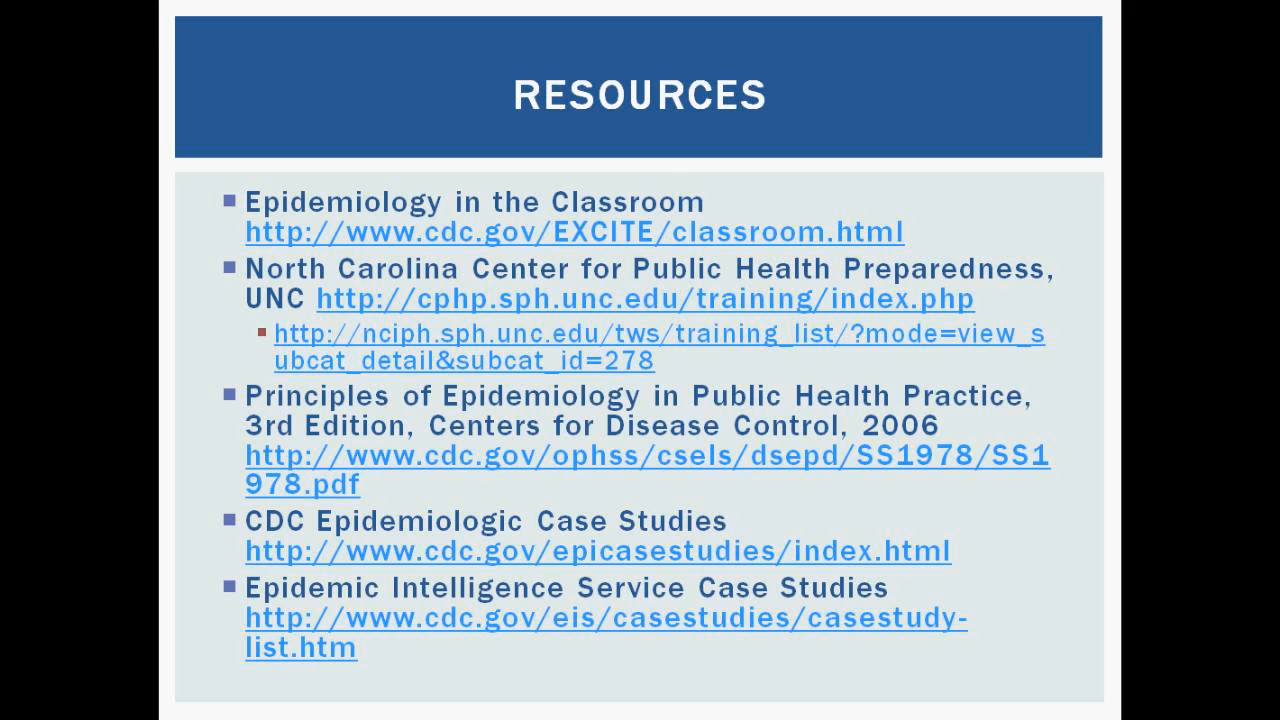 RESOURCES
Epidemiology in the Classroom
http://www.cdc.gov/EXCITE/classroom.html
North Carolina Center for Public Health Preparedness,
UNC http://cphp.sph.unc.edu/training/index.php
http://nciph.sph.unc.edu/tws/training_list/?mode=view_s
ubcat_detail&subcat_id=278
Principles of Epidemiology in Public Health Practice,
3rd Edition, Centers for Disease Control, 2006
http://www.cdc.gov/ophss/csels/dsepd/SS1978/SS1
978.pdf
CDC Epidemiologic Case Studies
http://www.cdc.gov/epicasestudies/index.html
Epidemic Intelligence Service Case Studies
http://www.cdc.gov/eis/casestudies/casestudy-
list.htm